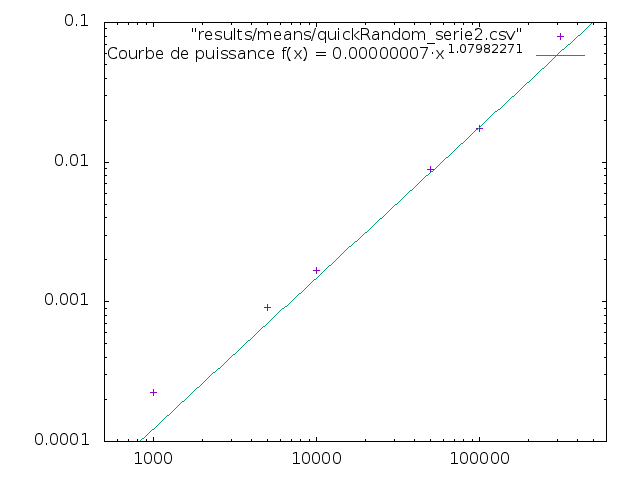 0.1
"results/means/quickRandom_serie2.csv"
Courbe de puissance f(x) = 0.00000007·x^1.07982271
0.01
0.001
0.0001
1000 10000 100000